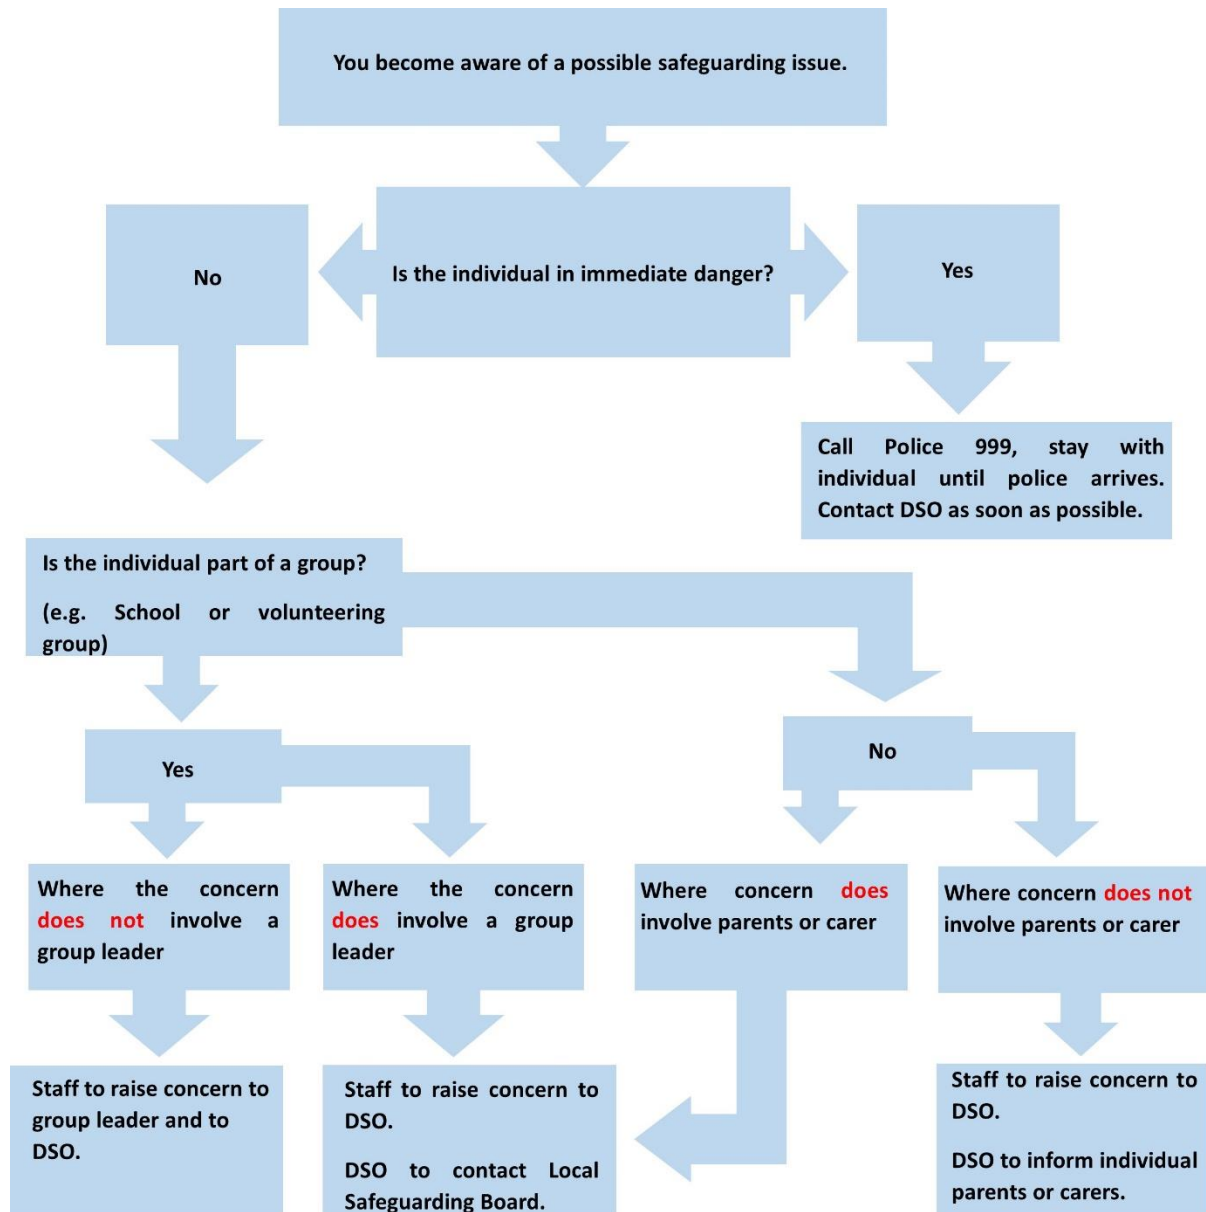 You become aware of a possible safeguarding issue.
No
Is the individual in immediate danger?
Yes
Call Police 999, stay with
individual until police arrives.
Contact DSO as soon as possible.
Is the individual part of a group?
(e.g. School or volunteering
group)
Yes
No
Where the concern
does not involve a
group leader
Where the concern
does involve a group
leader
Where concern does
involve parents or carer
Where concern does not
involve parents or carer
Staff to raise concern to
group leader and to
DSO.
Staff to raise concern to
DSO.
DSO to contact Local
Safeguarding Board.
Staff to raise concern to
DSO.
DSO to inform individual
parents or carers.